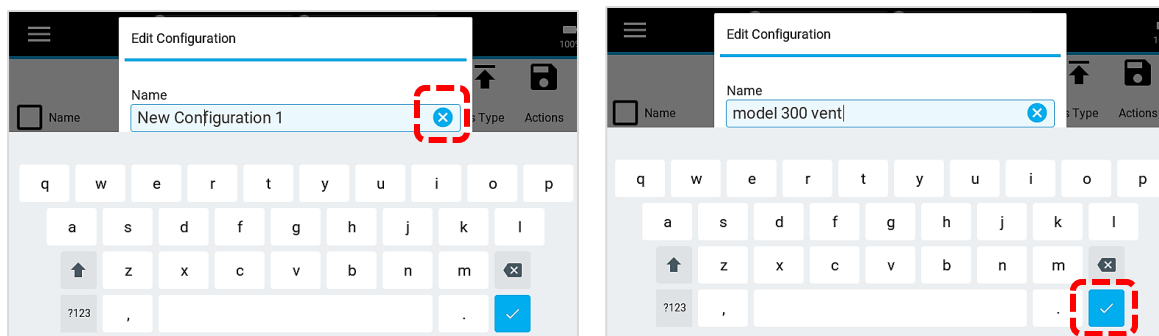 Edit Configuration
100%
Name
New Configuration 1
Name
s Type
Actions
q w e r t y u i o p
a s d f g h j k l
z x c v b n m
?123 , .
Edit Configuration
Name
model 300 vent
Name
s Type
Actions
q w e r t y u i o p
a s d f g h j k l
z x c v b n m
?123 , .